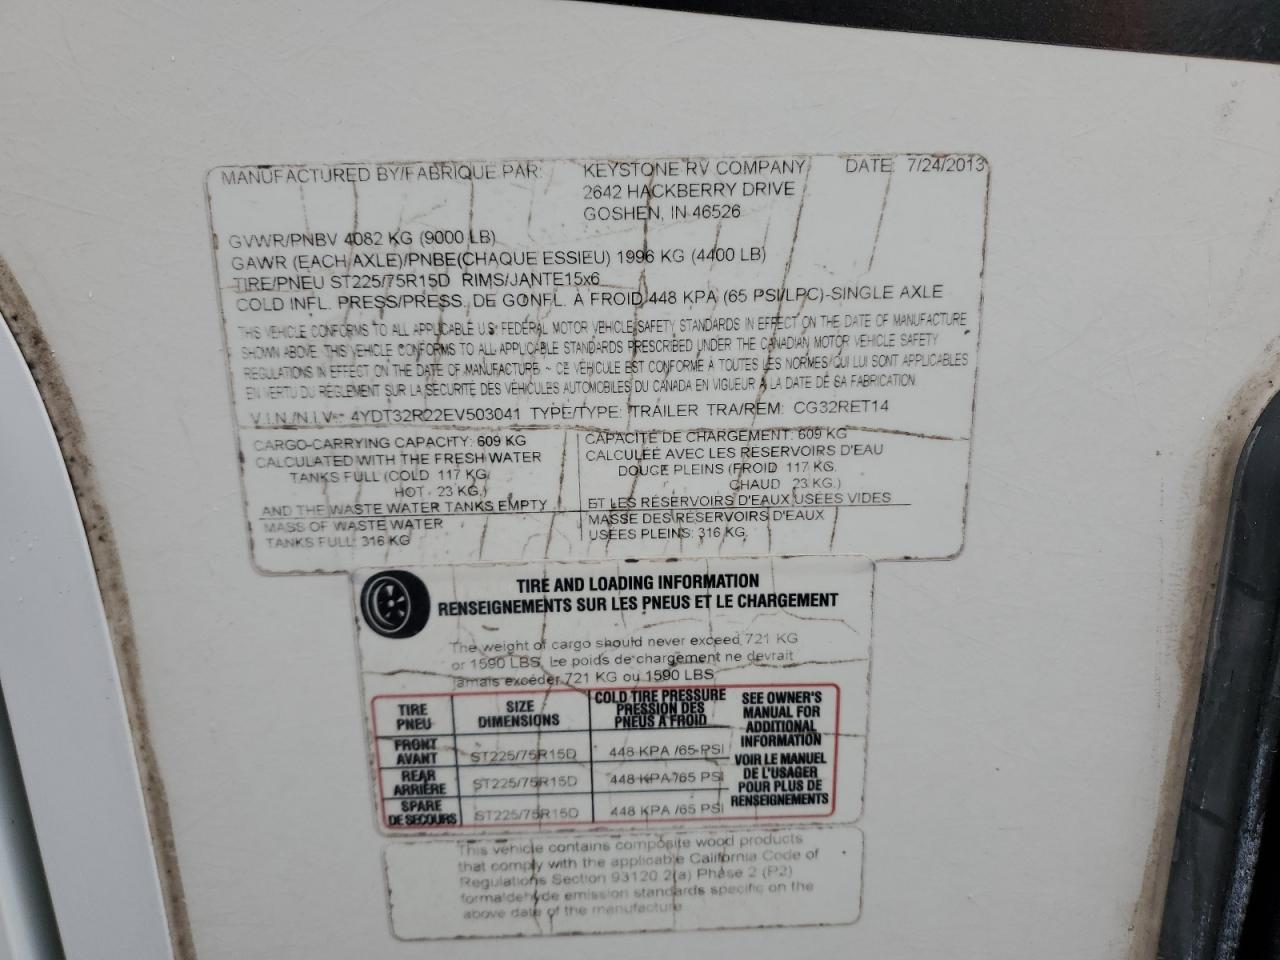 MANUFACTURED BY/FABRIQUE PAR: KEYSTONE RV COMPANY DATE: 7/24/2013
2642 HACKBERRY DRIVE
GOSHEN, IN 46526
GVWR/PNBV 4082 KG (9000 LB)
GAWR (EACH AXLE)/PNBE(CHAQUE ESSIEU) 1996 KG (4400 LB)
TIRE/PNEU ST225/75R15D RIMS/JANTE15x6
COLD INFL. PRESS/PRESS. DE GONFL. À FROID 448 KPA (65 PSI/LPC)-SINGLE AXLE
THIS VEHICLE CONFORMS TO ALL APPLICABLE U.S. FEDERAL MOTOR VEHICLE SAFETY STANDARDS IN EFFECT ON THE DATE OF MANUFACTURE
SHOWN ABOVE. THIS VEHICLE CONFORMS TO ALL APPLICABLE STANDARDS PRESCRIBED UNDER THE CANADIAN MOTOR VEHICLE SAFETY
REGULATIONS IN EFFECT ON THE DATE OF MANUFACTURE ~ CE VÉHICULE EST CONFORME À TOUTES LES NORMES QUI LUI SONT APPLICABLES
EN VERTU DU RÈGLEMENT SUR LA SÉCURITÉ DES VÉHICULES AUTOMOBILES DU CANADA EN VIGUEUR À LA DATE DE SA FABRICATION
V.I.N./N.I.V.: 4YDT32R22EV503041 TYPE/TYPE: TRAILER TRA/REM: CG32RET14
CARGO-CARRYING CAPACITY: 609 KG
CALCULATED WITH THE FRESH WATER
TANKS FULL (COLD 117 KG.
HOT 23 KG.)
AND THE WASTE WATER TANKS EMPTY
MASS OF WASTE WATER
TANKS FULL: 316 KG
CAPACITÉ DE CHARGEMENT: 609 KG
CALCULÉE AVEC LES RÉSERVOIRS D'EAU
DOUCE PLEINS (FROID 117 KG.
CHAUD 23 KG.)
ET LES RÉSERVOIRS D'EAUX USÉES VIDES
MASSE DES RÉSERVOIRS D'EAUX
USÉES PLEINS: 316 KG.
TIRE AND LOADING INFORMATION
RENSEIGNEMENTS SUR LES PNEUS ET LE CHARGEMENT
The weight of cargo should never exceed 721 KG
or 1590 LBS. Le poids de chargement ne devrait
jamais excéder 721 KG ou 1590 LBS
TIRE
PNEU
SIZE
DIMENSIONS
COLD TIRE PRESSURE
PRESSION DES
PNEUS À FROID
FRONT
AVANT
ST225/75R15D
448 KPA /65 PSI
REAR
ARRIÈRE
ST225/75R15D
448 KPA /65 PSI
SPARE
DE SECOURS
ST225/75R15D
448 KPA /65 PSI
SEE OWNER'S
MANUAL FOR
ADDITIONAL
INFORMATION
VOIR LE MANUEL
DE L'USAGER
POUR PLUS DE
RENSEIGNEMENTS
This vehicle contains composite wood products
that comply with the applicable California Code of
Regulations Section 93120.2(a) Phase 2 (P2)
formaldehyde emission standards specific on the
above date of the manufacture